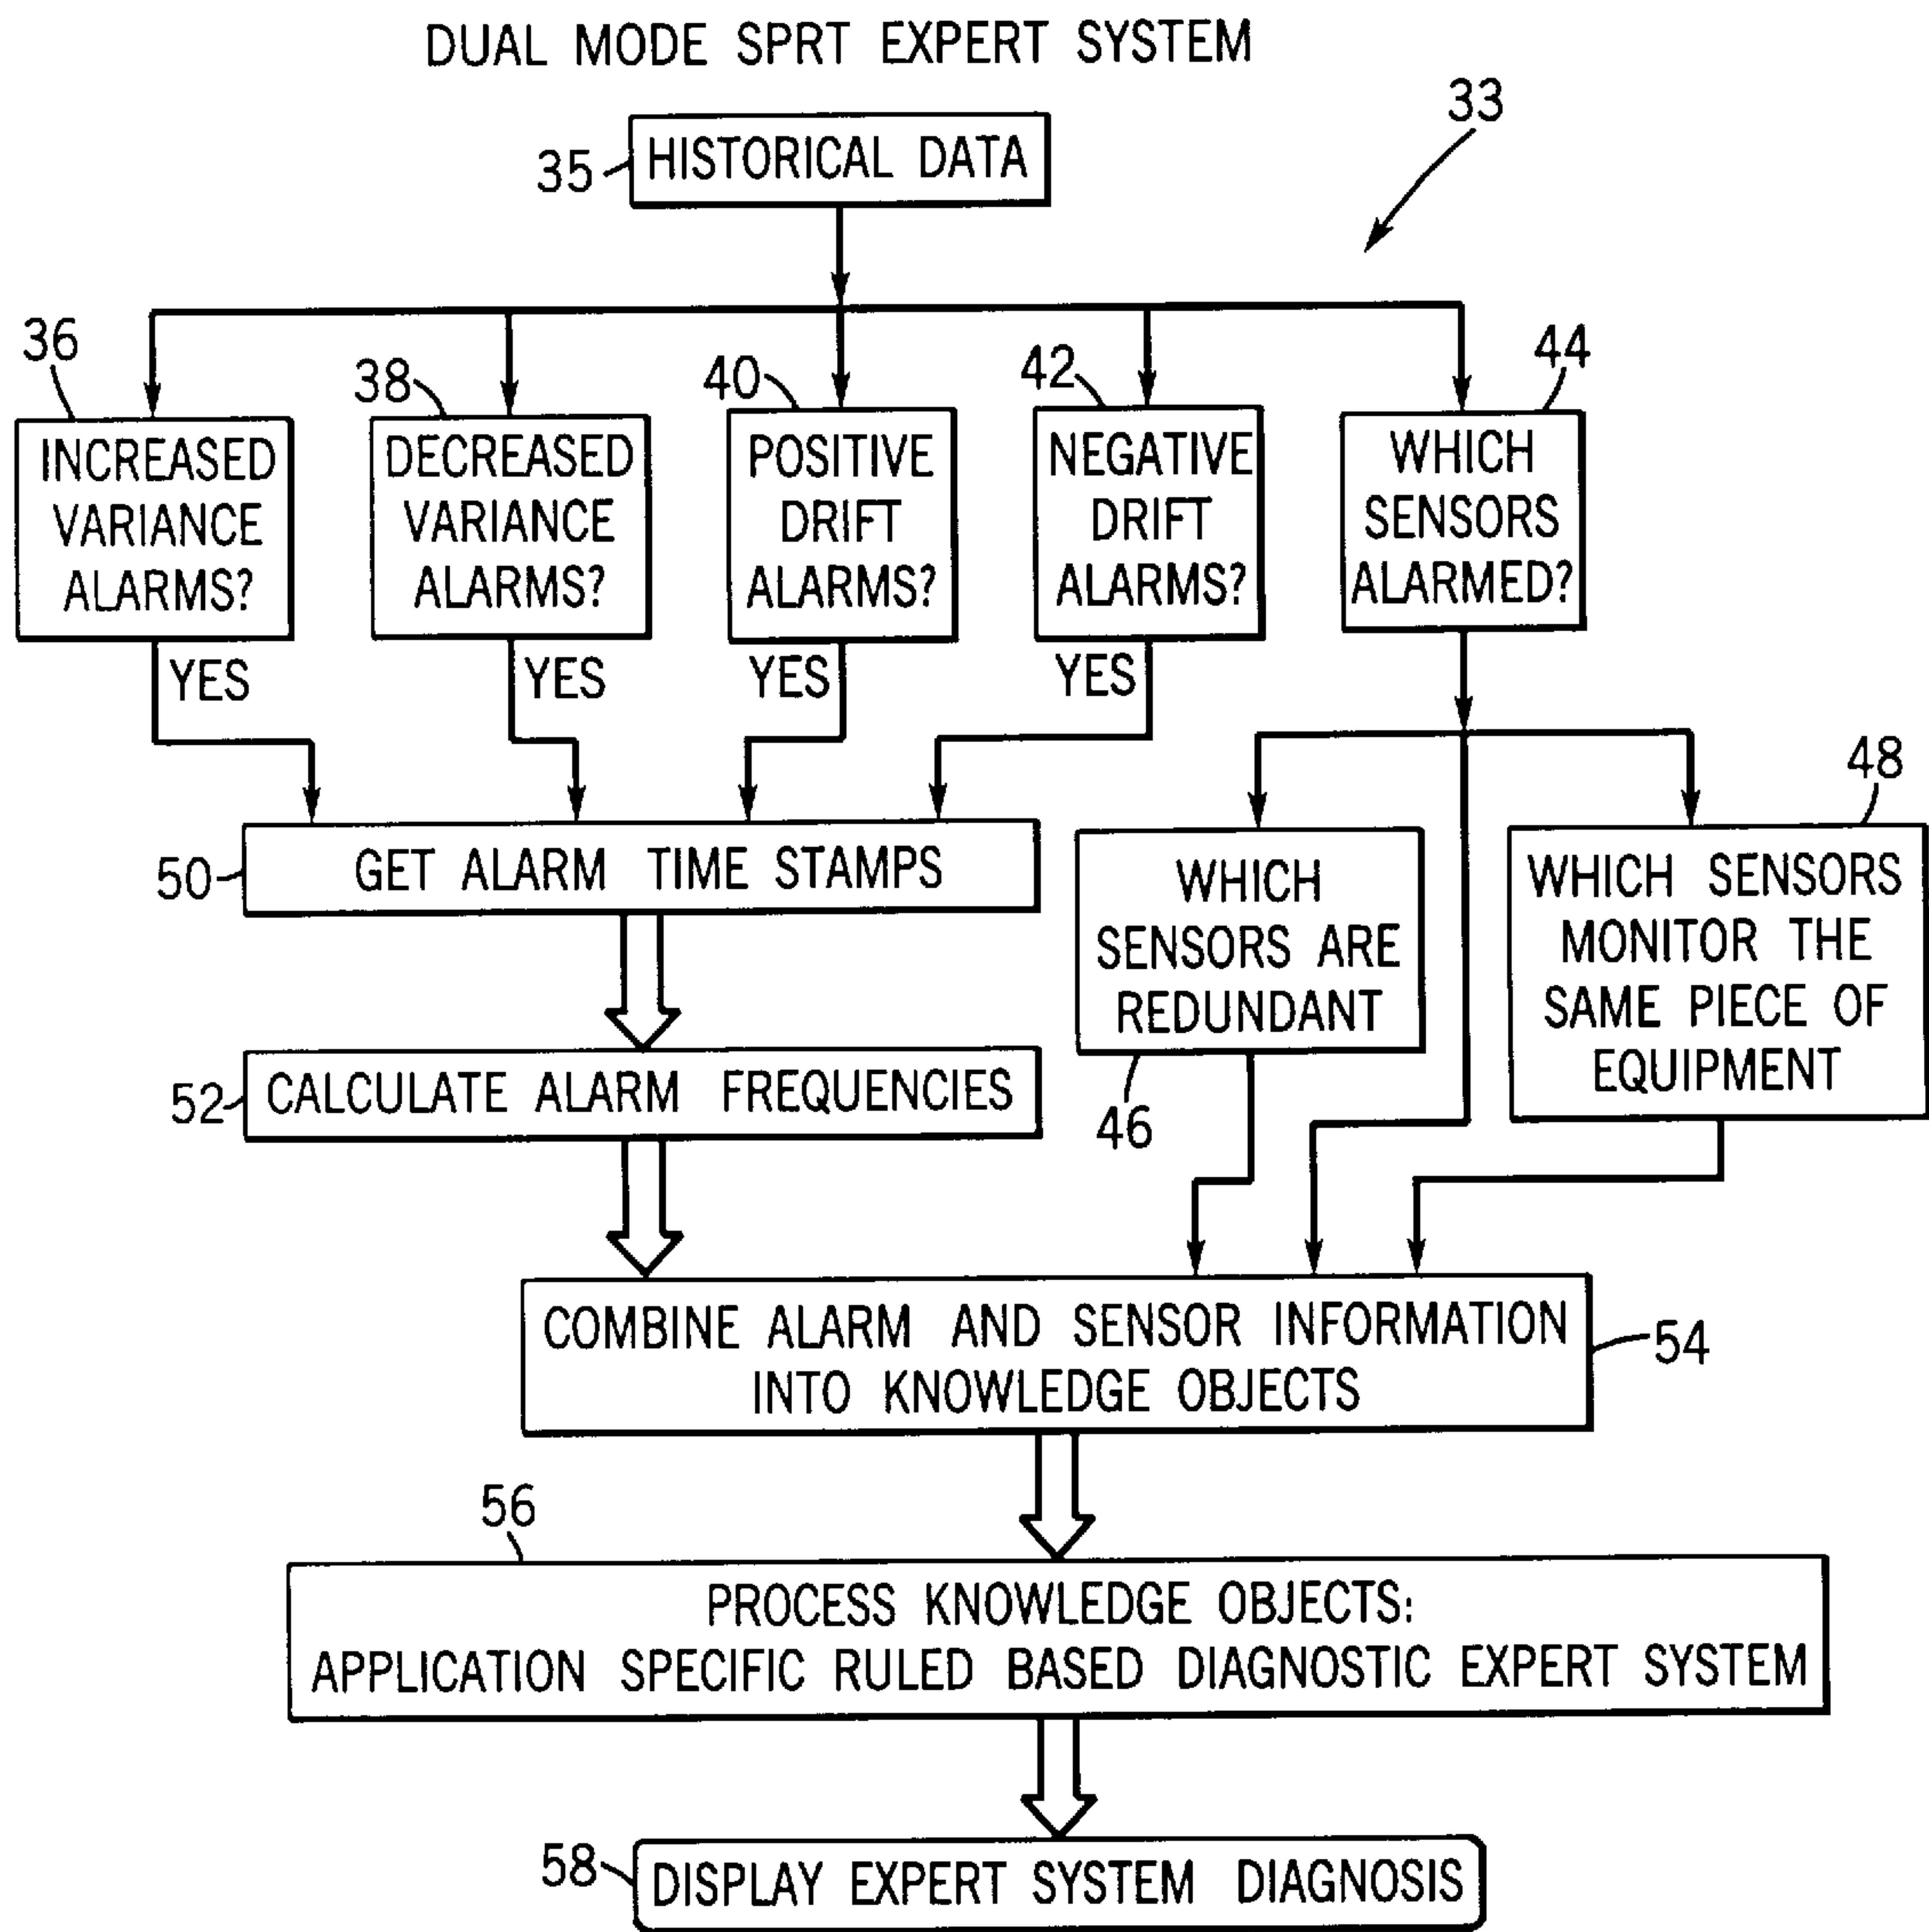 DUAL MODE SPRT EXPERT SYSTEM
33
35
HISTORICAL DATA
36
38
40
42
44
INCREASED
VARIANCE
ALARMS?
DECREASED
VARIANCE
ALARMS?
POSITIVE
DRIFT
ALARMS?
NEGATIVE
DRIFT
ALARMS?
WHICH
SENSORS
ALARMED?
YES
YES
YES
YES
48
50
GET ALARM TIME STAMPS
WHICH
SENSORS ARE
REDUNDANT
WHICH SENSORS
MONITOR THE
SAME PIECE OF
EQUIPMENT
52
CALCULATE ALARM FREQUENCIES
46
COMBINE ALARM AND SENSOR INFORMATION
INTO KNOWLEDGE OBJECTS
54
56
PROCESS KNOWLEDGE OBJECTS:
APPLICATION SPECIFIC RULED BASED DIAGNOSTIC EXPERT SYSTEM
58
DISPLAY EXPERT SYSTEM DIAGNOSIS